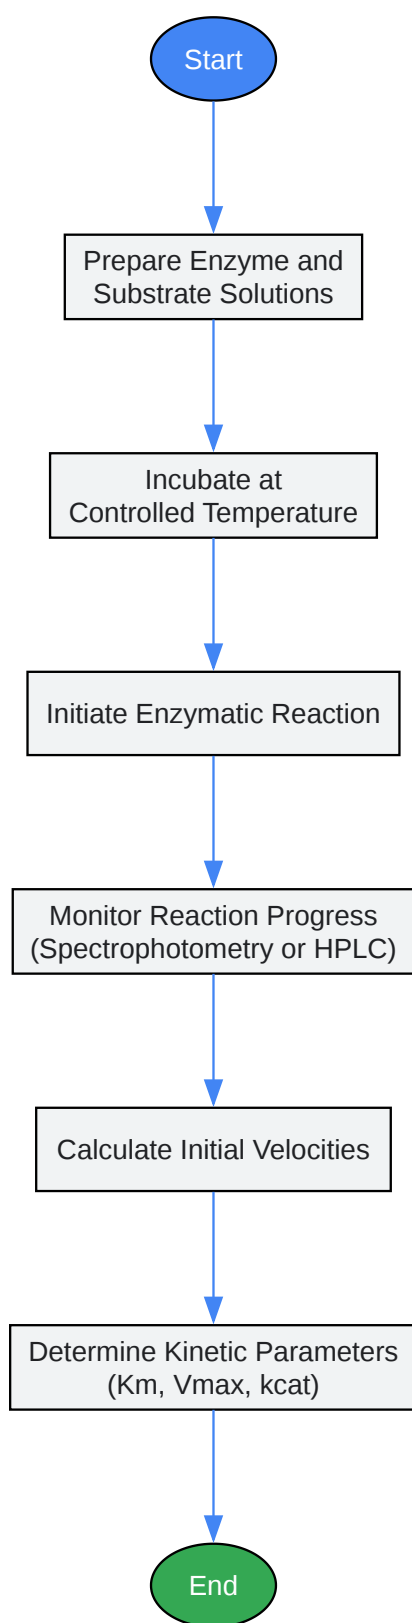 Start
Prepare Enzyme and
Substrate Solutions
Incubate at
Controlled Temperature
Initiate Enzymatic Reaction
Monitor Reaction Progress
(Spectrophotometry or HPLC)
Calculate Initial Velocities
Determine Kinetic Parameters
(Km, Vmax, kcat)
End